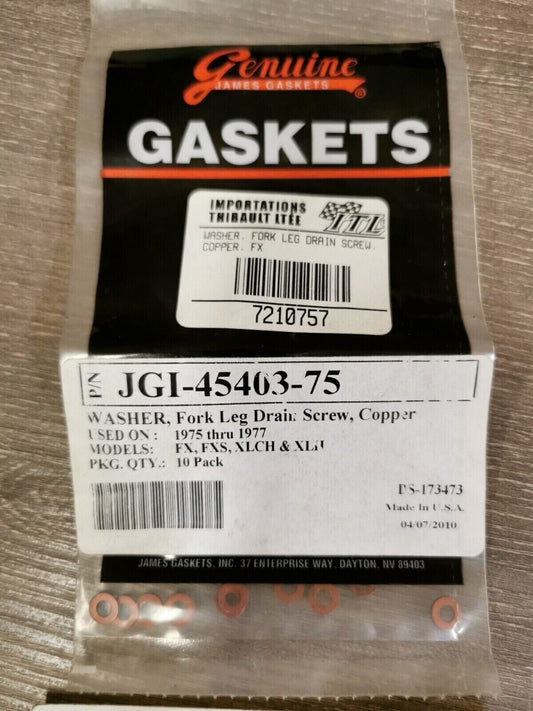 Genuine
JAMES GASKETS
®
GASKETS
IMPORTATIONS
THIBAULT LTÉE
ITL
WASHER. FORK LEG DRAIN SCREW.
COPPER. FX
7210757
P/N JGI-45403-75
WASHER, Fork Leg Drain Screw, Copper
USED ON : 1975 thru 1977
MODELS: FX, FXS, XLCH & XLH
PKG. QTY.: 10 Pack
DS-173473
Made In U.S.A.
04/07/2010
JAMES GASKETS, INC. 37 ENTERPRISE WAY, DAYTON, NV 89403